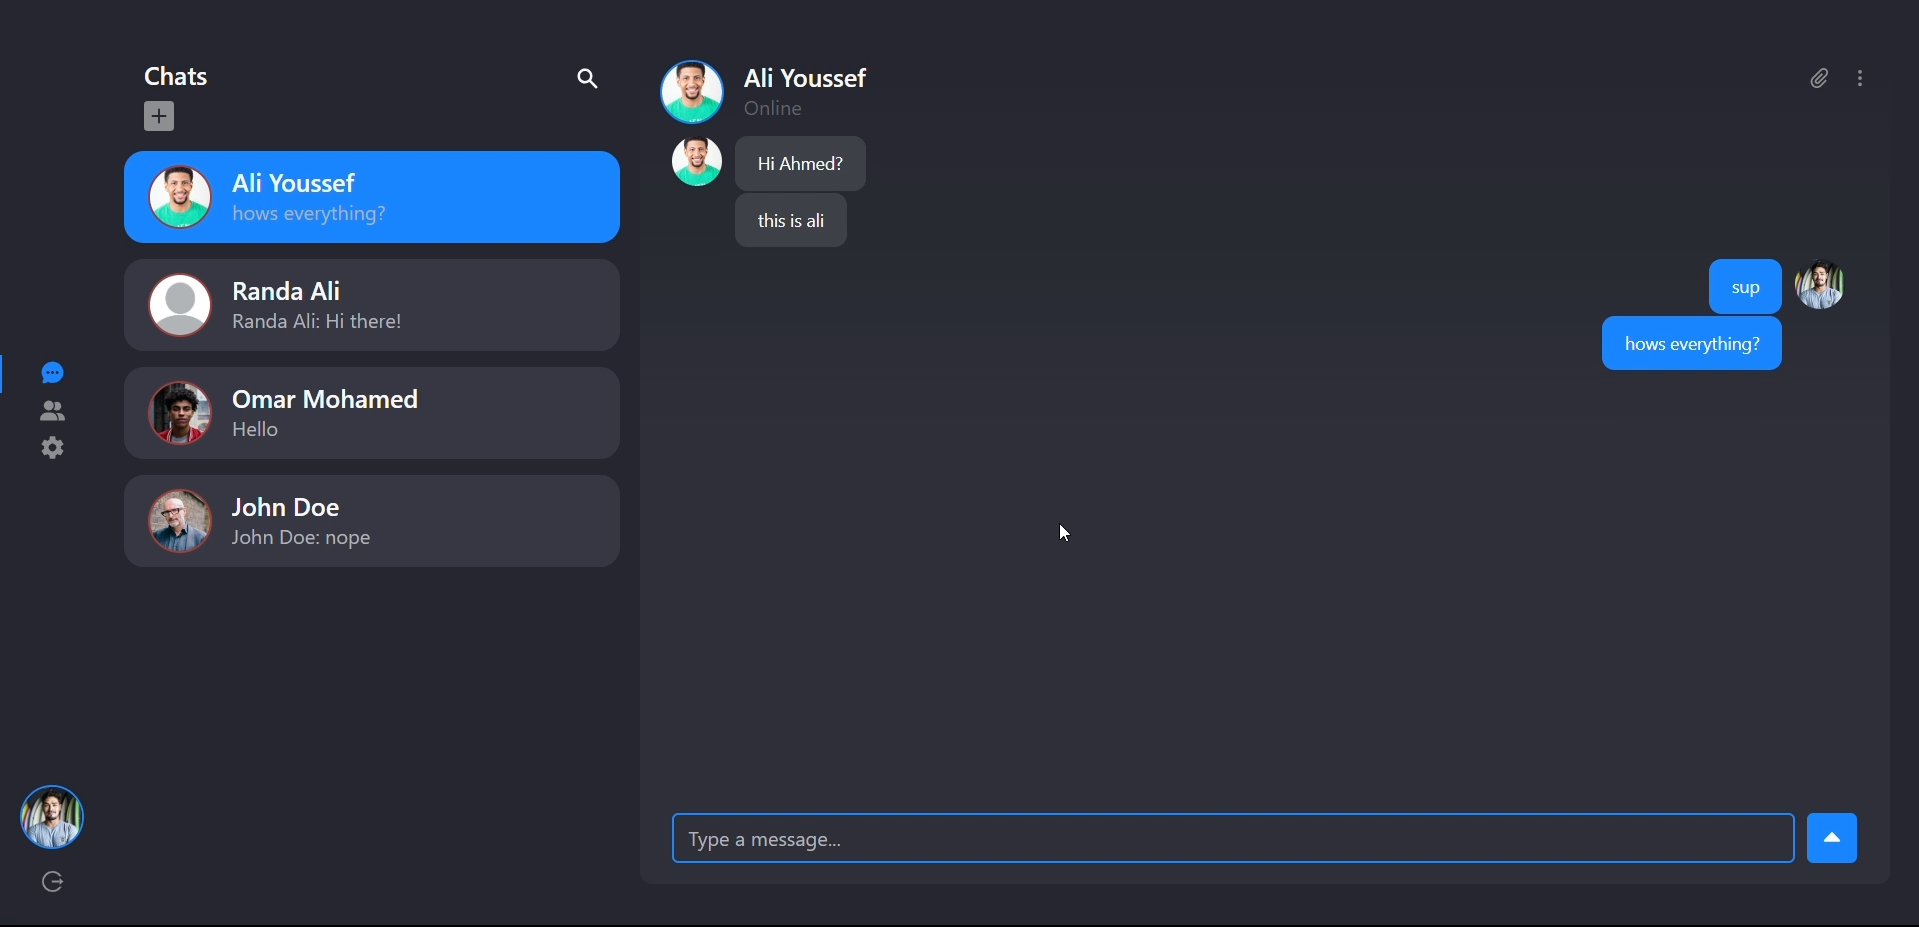 Chats
Ali Youssef
hows everything?
Randa Ali
Randa Ali: Hi there!
Omar Mohamed
Hello
John Doe
John Doe: nope
Ali Youssef
Online
Hi Ahmed?
this is ali
sup
hows everything?
Type a message...